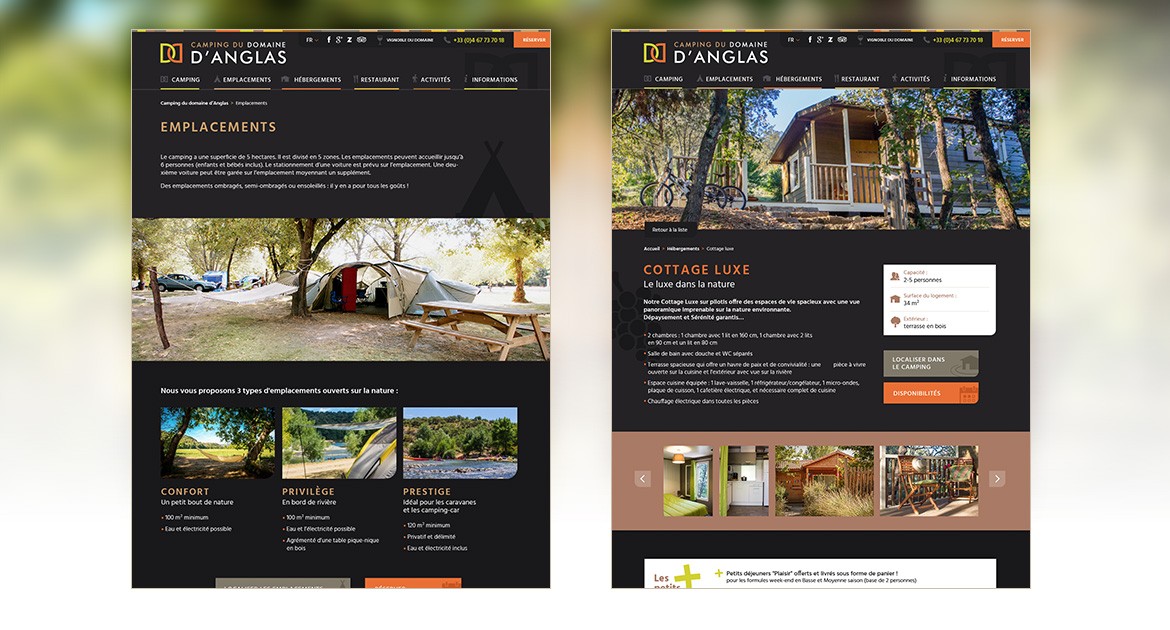 CAMPING DU DOMAINE
D'ANGLAS
FR
VIGNOBLE DU DOMAINE
+33 (0)4 67 73 70 18
RÉSERVER
CAMPING
EMPLACEMENTS
HÉBERGEMENTS
RESTAURANT
ACTIVITÉS
INFORMATIONS
Camping du domaine d'Anglas > Emplacements
EMPLACEMENTS
Le camping a une superficie de 5 hectares. Il est divisé en 5 zones. Les emplacements peuvent accueillir jusqu'à
6 personnes (enfants et bébés inclus). Le stationnement d'une voiture est prévu sur l'emplacement. Une deu-
xième voiture peut être garée sur l'emplacement moyennant un supplément.
Des emplacements ombragés, semi-ombragés ou ensoleillés : il y en a pour tous les goûts !
Nous vous proposons 3 types d'emplacements ouverts sur la nature :
CONFORT
Un petit bout de nature
• 100 m² minimum
• Eau et électricité possible
PRIVILÈGE
En bord de rivière
• 100 m² minimum
• Eau et l'électricité possible
• Agrémenté d'une table pique-nique
en bois
PRESTIGE
Idéal pour les caravanes
et les camping-car
• 120 m² minimum
• Privatif et délimité
• Eau et électricité inclus
LOCALISER LES EMPLACEMENTS
RÉSERVER
CAMPING DU DOMAINE
D'ANGLAS
FR
VIGNOBLE DU DOMAINE
+33 (0)4 67 73 70 18
RÉSERVER
CAMPING
EMPLACEMENTS
HÉBERGEMENTS
RESTAURANT
ACTIVITÉS
INFORMATIONS
Retour à la liste
Accueil > Hébergements > Cottage luxe
COTTAGE LUXE
Le luxe dans la nature
Notre Cottage Luxe sur pilotis offre des espaces de vie spacieux avec une vue
panoramique imprenable sur la nature environnante.
Dépaysement et Sérénité garantis...
• 2 chambres : 1 chambre avec 1 lit en 160 cm, 1 chambre avec 2 lits
en 90 cm et un lit en 80 cm
• Salle de bain avec douche et WC séparés
• Terrasse spacieuse qui offre un havre de paix et de convivialité : une pièce à vivre
ouverte sur la cuisine et l'extérieur avec vue sur la rivière
• Espace cuisine équipée : 1 lave-vaisselle, 1 réfrigérateur/congélateur, 1 micro-ondes,
plaque de cuisson, 1 cafetière électrique, et nécessaire complet de cuisine
• Chauffage électrique dans toutes les pièces
Capacité :
2-5 personnes
Surface du logement :
34 m²
Extérieur :
terrasse en bois
LOCALISER DANS
LE CAMPING
DISPONIBILITÉS
Les
petits
Petits déjeuners "Plaisir" offerts et livrés sous forme de panier !
pour les formules week-end en Basse et Moyenne saison (base de 2 personnes)